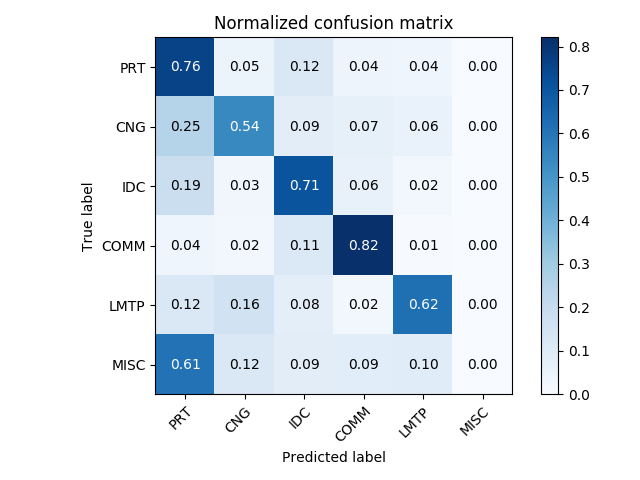 Normalized confusion matrix
True label
PRT 0.76 0.05 0.12 0.04 0.04 0.00
CNG 0.25 0.54 0.09 0.07 0.06 0.00
IDC 0.19 0.03 0.71 0.06 0.02 0.00
COMM 0.04 0.02 0.11 0.82 0.01 0.00
LMTP 0.12 0.16 0.08 0.02 0.62 0.00
MISC 0.61 0.12 0.09 0.09 0.10 0.00
PRT CNG IDC COMM LMTP MISC
Predicted label
0.8
0.7
0.6
0.5
0.4
0.3
0.2
0.1
0.0